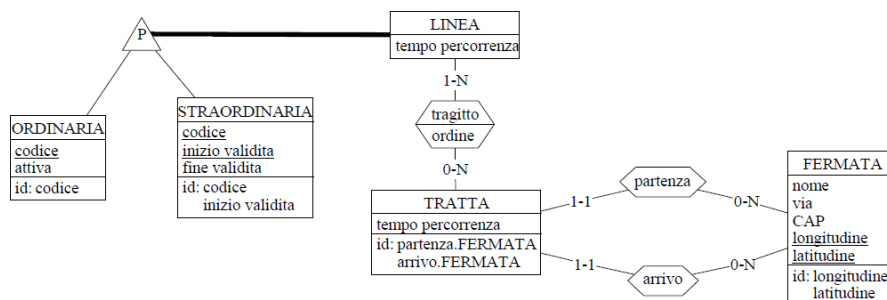 P
LINEA
tempo percorrenza
1-N
ORDINARIA
codice
attiva
id: codice
STRAORDINARIA
codice
inizio validita
fine validita
id: codice
inizio validita
tragitto
ordine
0-N
TRATTA
tempo percorrenza
id: partenza.FERMATA
arrivo.FERMATA
1-1
partenza
0-N
1-1
arrivo
0-N
FERMATA
nome
via
CAP
longitudine
latitudine
id: longitudine
latitudine